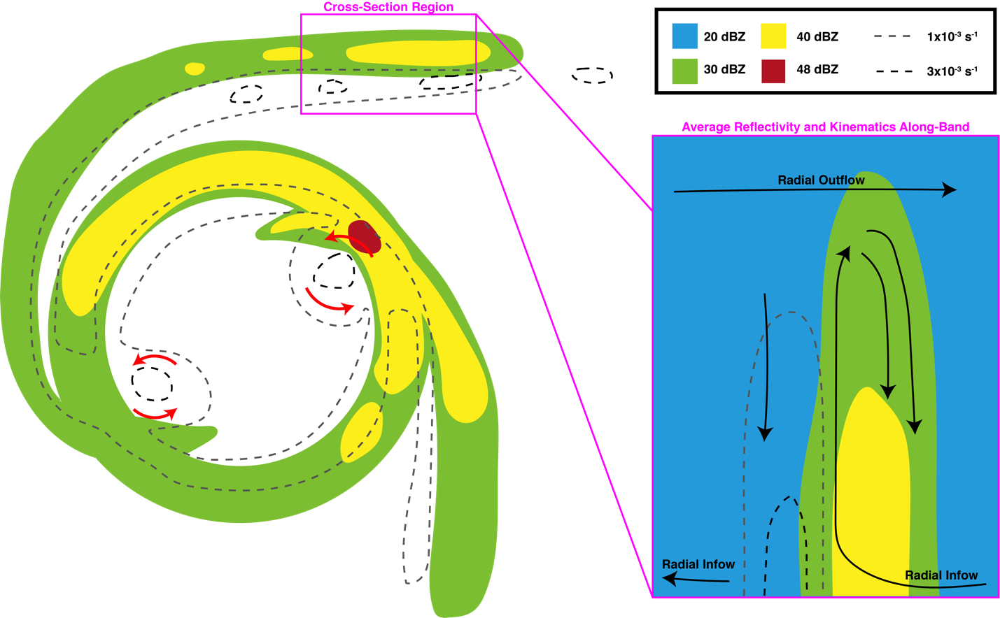 Cross-Section Region
20 dBZ
40 dBZ
1x10⁻³ s⁻¹
30 dBZ
48 dBZ
3x10⁻³ s⁻¹
Average Reflectivity and Kinematics Along-Band
Radial Outflow
Radial Infow
Radial Infow